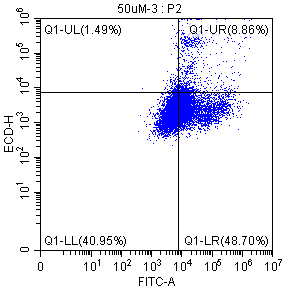 50uM-3 : P2
Q1-UL(1.49%) Q1-UR(8.86%)
10^6
10^5
10^4
10^3
10^2
10^1
0
ECD-H
Q1-LL(40.95%) Q1-LR(48.70%)
0 10^1 10^2 10^3 10^4 10^5 10^6 10^7
FITC-A